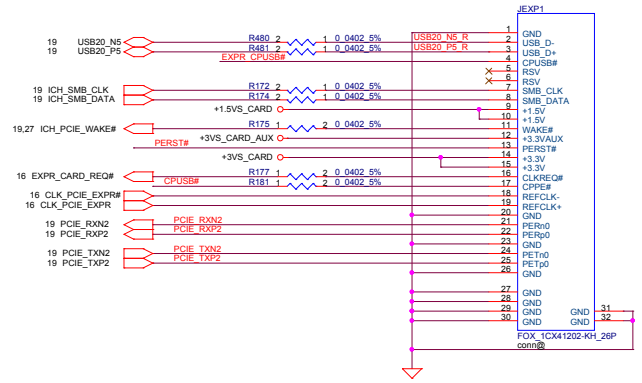 JEXP1
1 GND
19 USB20_N5 R480 2 1 0_0402_5% USB20_N5_R 2 USB_D-
19 USB20_P5 R481 2 1 0_0402_5% USB20_P5_R 3 USB_D+
EXPR_CPUSB# 4 CPUSB#
5 RSV
6 RSV
19 ICH_SMB_CLK R172 2 1 0_0402_5% 7 SMB_CLK
19 ICH_SMB_DATA R174 2 1 0_0402_5% 8 SMB_DATA
+1.5VS_CARD 9 +1.5V
10 +1.5V
19,27 ICH_PCIE_WAKE# R175 1 2 0_0402_5% 11 WAKE#
+3VS_CARD_AUX 12 +3.3VAUX
PERST# 13 PERST#
+3VS_CARD 14 +3.3V
15 +3.3V
16 EXPR_CARD_REQ# R177 1 2 0_0402_5% 16 CLKREQ#
CPUSB# R181 1 2 0_0402_5% 17 CPPE#
16 CLK_PCIE_EXPR# 18 REFCLK-
16 CLK_PCIE_EXPR 19 REFCLK+
20 GND
19 PCIE_RXN2 PCIE_RXN2 21 PERn0
19 PCIE_RXP2 PCIE_RXP2 22 PERp0
23 GND
19 PCIE_TXN2 PCIE_TXN2 24 PETn0
19 PCIE_TXP2 PCIE_TXP2 25 PETp0
26 GND
27 GND
28 GND
29 GND GND 31
30 GND GND 32
FOX_1CX41202-KH_26P
conn@